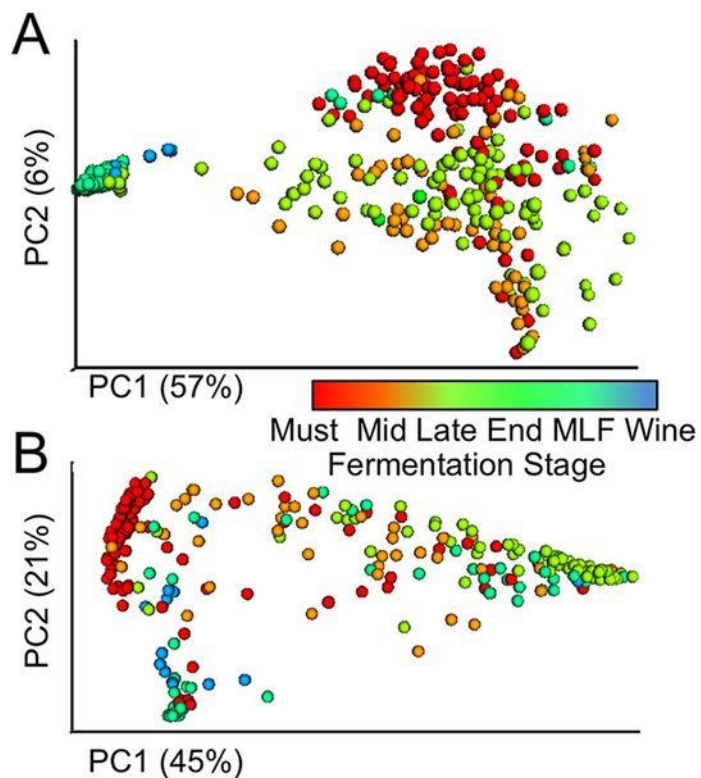 A
PC2 (6%)
PC1 (57%)
Must Mid Late End MLF Wine
Fermentation Stage
B
PC2 (21%)
PC1 (45%)